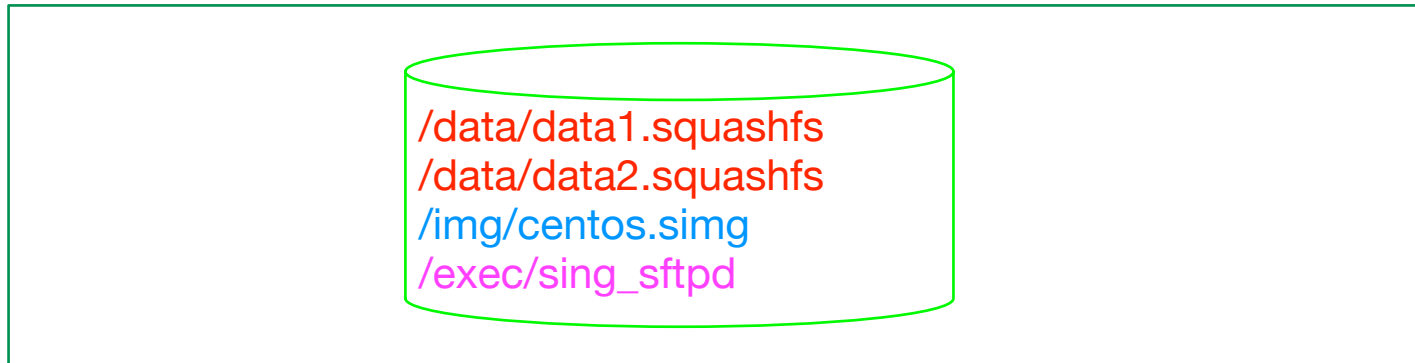 /data/data1.squashfs
/data/data2.squashfs
/img/centos.simg
/exec/sing_sftpd